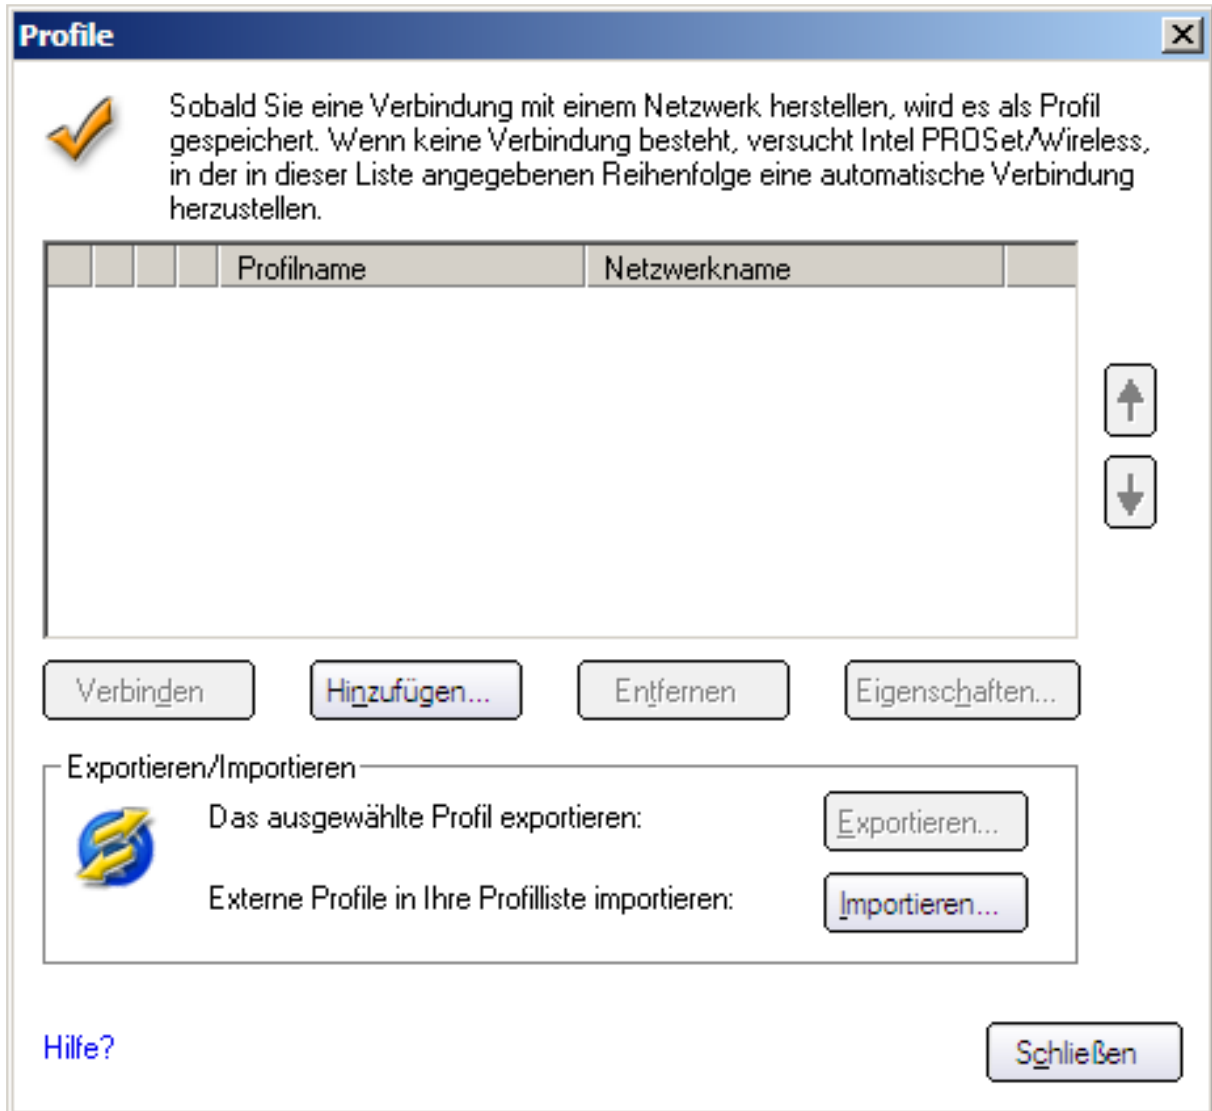 Profile
Sobald Sie eine Verbindung mit einem Netzwerk herstellen, wird es als Profil
gespeichert. Wenn keine Verbindung besteht, versucht Intel PROSet/Wireless,
in der in dieser Liste angegebenen Reihenfolge eine automatische Verbindung
herzustellen.
Profilname Netzwerkname
Verbinden Hinzufügen... Entfernen Eigenschaften...
Exportieren/Importieren
Das ausgewählte Profil exportieren: Exportieren...
Externe Profile in Ihre Profilliste importieren: Importieren...
Hilfe? Schließen